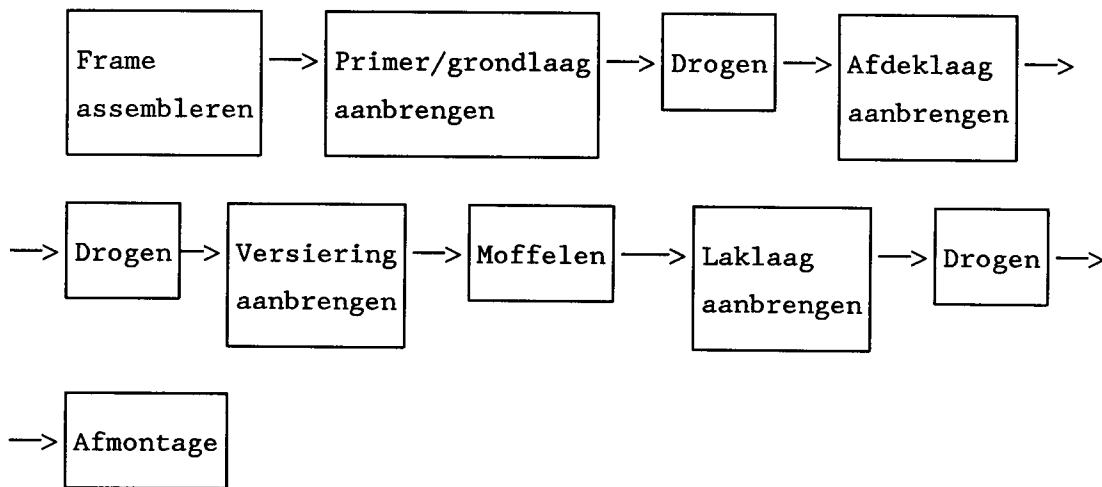 Frame
assembleren
Primer/grondlaag
aanbrengen
Drogen
Afdeklaag
aanbrengen
Drogen
Versiering
aanbrengen
Moffelen
Laklaag
aanbrengen
Drogen
Afmontage